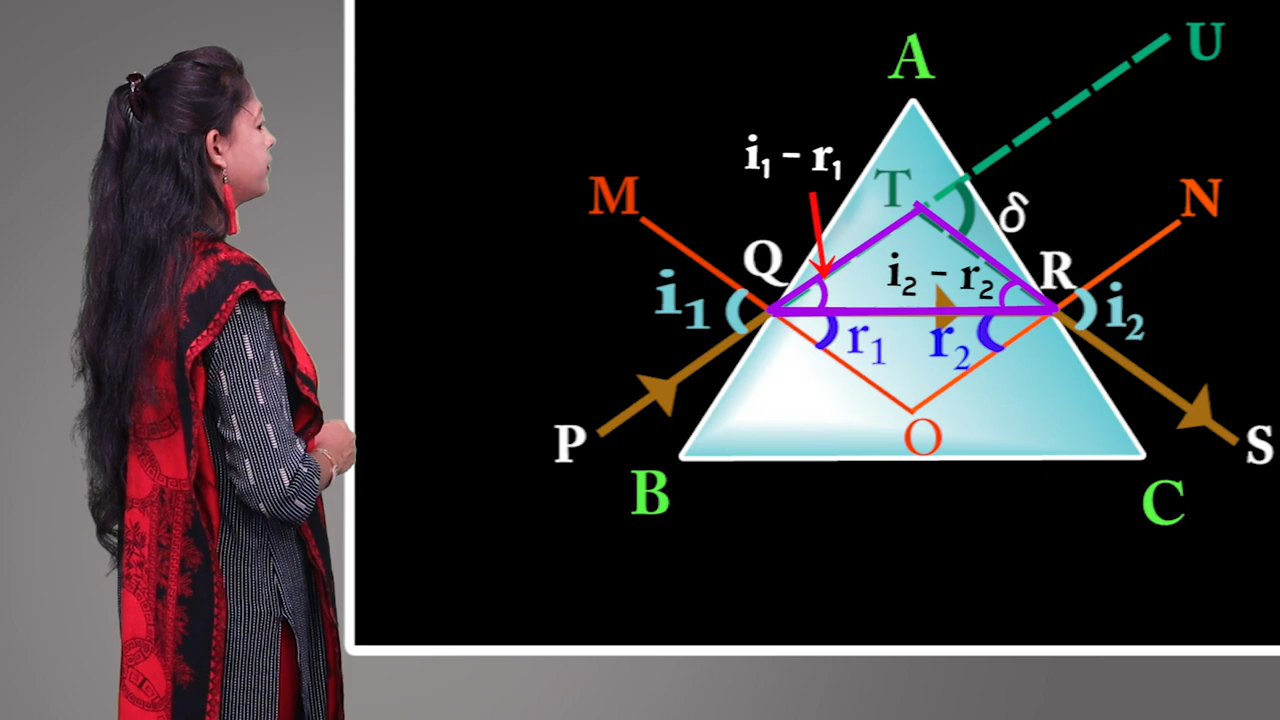 A
U
i₁ – r₁
M
T
N
δ
Q
i₂ – r₂
R
i₁
i₂
r₁
r₂
P
O
S
B
C